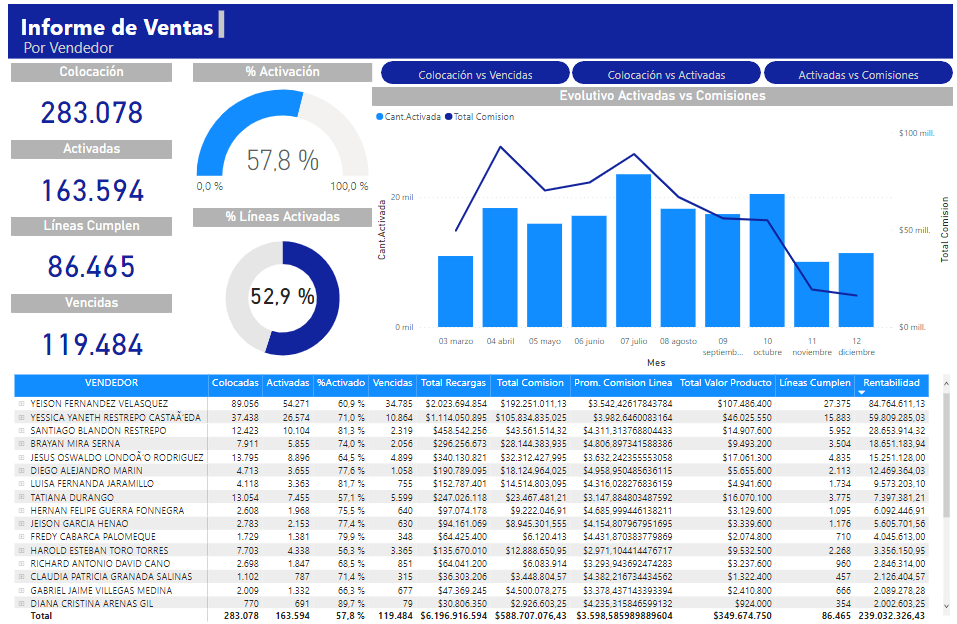 Informe de Ventas
Por Vendedor
Colocación
283.078
Activadas
163.594
Líneas Cumplen
86.465
Vencidas
119.484
% Activación
57,8 %
0,0 %
100,0 %
% Líneas Activadas
52,9 %
Colocación vs Vencidas
Colocación vs Activadas
Activadas vs Comisiones
Evolutivo Activadas vs Comisiones
Cant.Activada Total Comision
$100 mill.
20 mil
$50 mill.
0 mil
$0 mill.
Cant.Activada
Total Comision
03 marzo 04 abril 05 mayo 06 junio 07 julio 08 agosto 09 septiemb... 10 octubre 11 noviembre 12 diciembre
Mes
VENDEDOR Colocadas Activadas %Activado Vencidas Total Recargas Total Comision Prom. Comision Linea Total Valor Producto Líneas Cumplen Rentabilidad
YEISON FERNANDEZ VELASQUEZ 89.056 54.271 60,9 % 34.785 $2.023.694.854 $192.251.011,13 $3.542,42617843784 $107.486.400 27.375 84.764.611,13
YESSICA YANETH RESTREPO CASTAÃ'EDA 37.438 26.574 71,0 % 10.864 $1.114.050.895 $105.834.835,025 $3.982,6460083164 $46.025.550 15.883 59.809.285,03
SANTIAGO BLANDON RESTREPO 12.423 10.104 81,3 % 2.319 $458.542.256 $43.561.514,32 $4.311,313768804433 $14.907.600 5.952 28.653.914,32
BRAYAN MIRA SERNA 7.911 5.855 74,0 % 2.056 $296.256.673 $28.144.383,935 $4.806,897341588386 $9.493.200 3.504 18.651.183,94
JESUS OSWALDO LONDOÃ'O RODRIGUEZ 13.795 8.896 64,5 % 4.899 $340.130.821 $32.312.427,995 $3.632,242355553058 $17.061.300 4.835 15.251.128,00
DIEGO ALEJANDRO MARIN 4.713 3.655 77,6 % 1.058 $190.789.095 $18.124.964,025 $4.958,950485636115 $5.655.600 2.113 12.469.364,03
LUISA FERNANDA JARAMILLO 4.118 3.363 81,7 % 755 $152.787.401 $14.514.803,095 $4.316,028276836159 $4.941.600 1.734 9.573.203,10
TATIANA DURANGO 13.054 7.455 57,1 % 5.599 $247.026.118 $23.467.481,21 $3.147,884803487592 $16.070.100 3.775 7.397.381,21
HERNAN FELIPE GUERRA FONNEGRA 2.608 1.968 75,5 % 640 $97.074.178 $9.222.046,91 $4.685,999446138211 $3.129.600 1.095 6.092.446,91
JEISON GARCIA HENAO 2.783 2.153 77,4 % 630 $94.161.069 $8.945.301,555 $4.154,807967951695 $3.339.600 1.176 5.605.701,56
FREDY CABARCA PALOMEQUE 1.729 1.381 79,9 % 348 $64.425.400 $6.120.413 $4.431,870383779869 $2.074.800 710 4.045.613,00
HAROLD ESTEBAN TORO TORRES 7.703 4.338 56,3 % 3.365 $135.670.010 $12.888.650,95 $2.971,104414476717 $9.532.500 2.268 3.356.150,95
RICHARD ANTONIO DAVID CANO 2.698 1.847 68,5 % 851 $64.041.200 $6.083.914 $3.293,943692474283 $3.237.600 960 2.846.314,00
CLAUDIA PATRICIA GRANADA SALINAS 1.102 787 71,4 % 315 $36.303.206 $3.448.804,57 $4.382,216734434562 $1.322.400 457 2.126.404,57
GABRIEL JAIME VILLEGAS MEDINA 2.009 1.332 66,3 % 677 $47.369.245 $4.500.078,275 $3.378,437143393394 $2.410.800 666 2.089.278,28
DIANA CRISTINA ARENAS GIL 770 691 89,7 % 79 $30.806.350 $2.926.603,25 $4.235,315846599132 $924.000 354 2.002.603,25
Total 283.078 163.594 57,8 % 119.484 $6.196.916.594 $588.707.076,43 $3.598,585989889604 $349.674.750 86.465 239.032.326,43